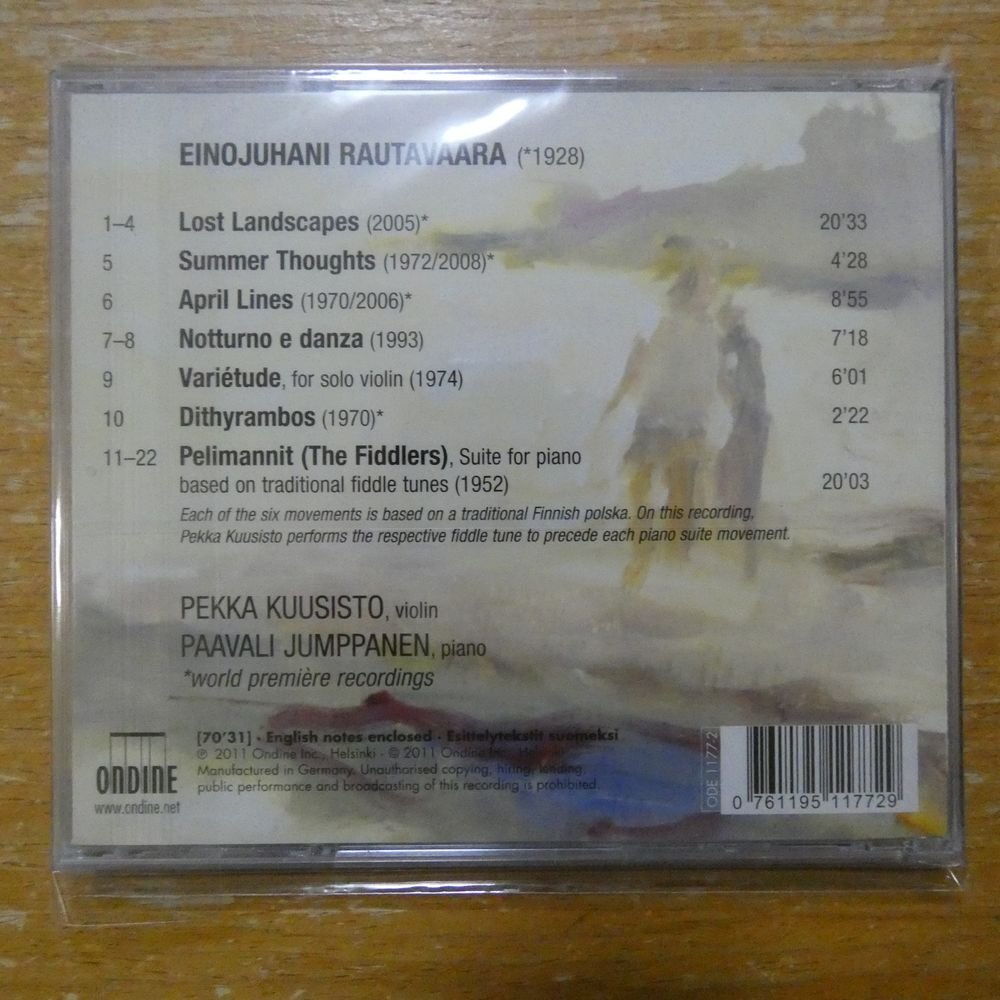 EINOJUHANI RAUTAVAARA (*1928)
1–4 Lost Landscapes (2005)* 20'33
5 Summer Thoughts (1972/2008)* 4'28
6 April Lines (1970/2006)* 8'55
7–8 Notturno e danza (1993) 7'18
9 Variétude, for solo violin (1974) 6'01
10 Dithyrambos (1970)* 2'22
11–22 Pelimannit (The Fiddlers), Suite for piano
based on traditional fiddle tunes (1952) 20'03
Each of the six movements is based on a traditional Finnish polska. On this recording,
Pekka Kuusisto performs the respective fiddle tune to precede each piano suite movement.
PEKKA KUUSISTO, violin
PAAVALI JUMPPANEN, piano
*world première recordings
[70'31] · English notes enclosed · Esittelytekstit suomeksi
℗ 2011 Ondine Inc., Helsinki · © 2011 Ondine Inc., Helsinki
Manufactured in Germany. Unauthorised copying, hiring, lending,
public performance and broadcasting of this recording is prohibited.
ONDINE
www.ondine.net
ODE 1177-2
0 761195 117729